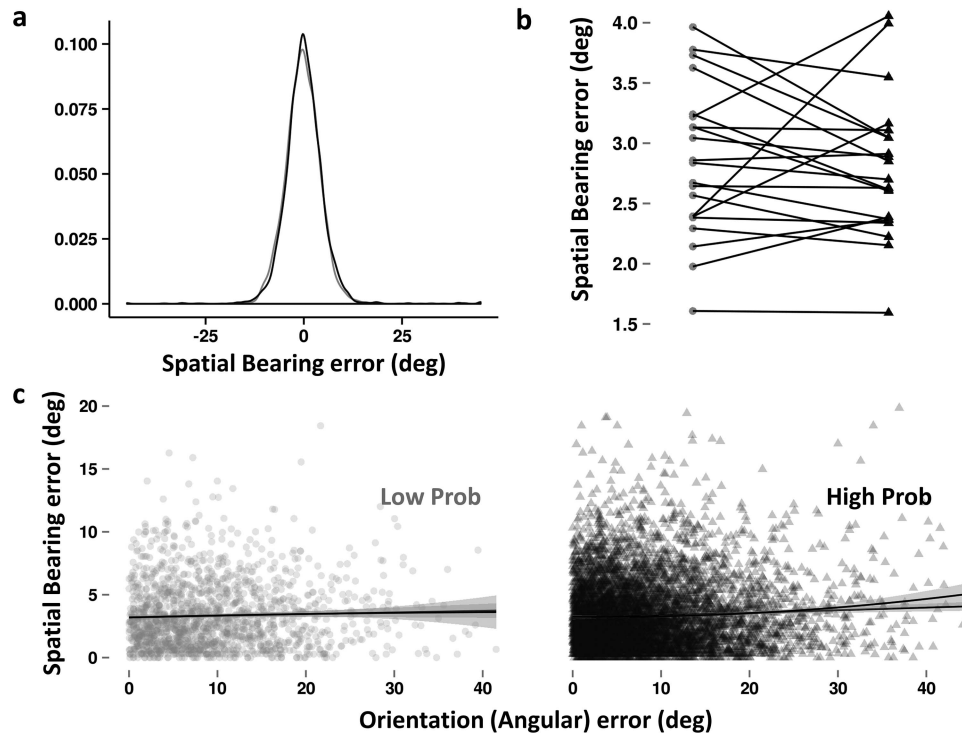 a
0.100
0.075
0.050
0.025
0.000
-25 0 25
Spatial Bearing error (deg)
b
Spatial Bearing error (deg)
4.0
3.5
3.0
2.5
2.0
1.5
c
Spatial Bearing error (deg)
20
15
10
5
0
Low Prob
0 10 20 30 40
High Prob
0 10 20 30 40
Orientation (Angular) error (deg)